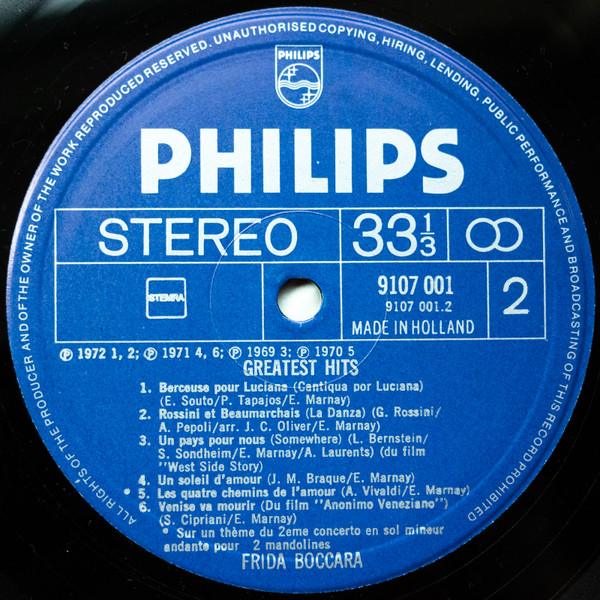 ALL RIGHTS OF THE PRODUCER AND OF THE OWNER OF THE WORK REPRODUCED RESERVED. UNAUTHORISED COPYING, HIRING, LENDING, PUBLIC PERFORMANCE AND BROADCASTING OF THIS RECORD PROHIBITED
PHILIPS
PHILIPS
STEREO 33 1/3
STEMRA
9107 001
9107 001.2
MADE IN HOLLAND
2
Ⓟ 1972 1, 2; Ⓟ 1971 4, 6; Ⓟ 1969 3; Ⓟ 1970 5
GREATEST HITS
1. Berceuse pour Luciana (Cantiqua por Luciana)
(E. Souto/P. Tapajos/E. Marnay)
2. Rossini et Beaumarchais (La Danza) (G. Rossini/
A. Pepoli/arr. J. C. Oliver/E. Marnay)
3. Un pays pour nous (Somewhere) (L. Bernstein/
S. Sondheim/E. Marnay/A. Laurents) (du film
"West Side Story)
4. Un soleil d'amour (J. M. Braque/E. Marnay)
* 5. Les quatre chemins de l'amour (A. Vivaldi/E. Marnay)
6. Venise va mourir (Du film "Anonimo Veneziano")
(S. Cipriani/E. Marnay)
* Sur un thème du 2eme concerto en sol mineur
andante pour 2 mandolines
FRIDA BOCCARA